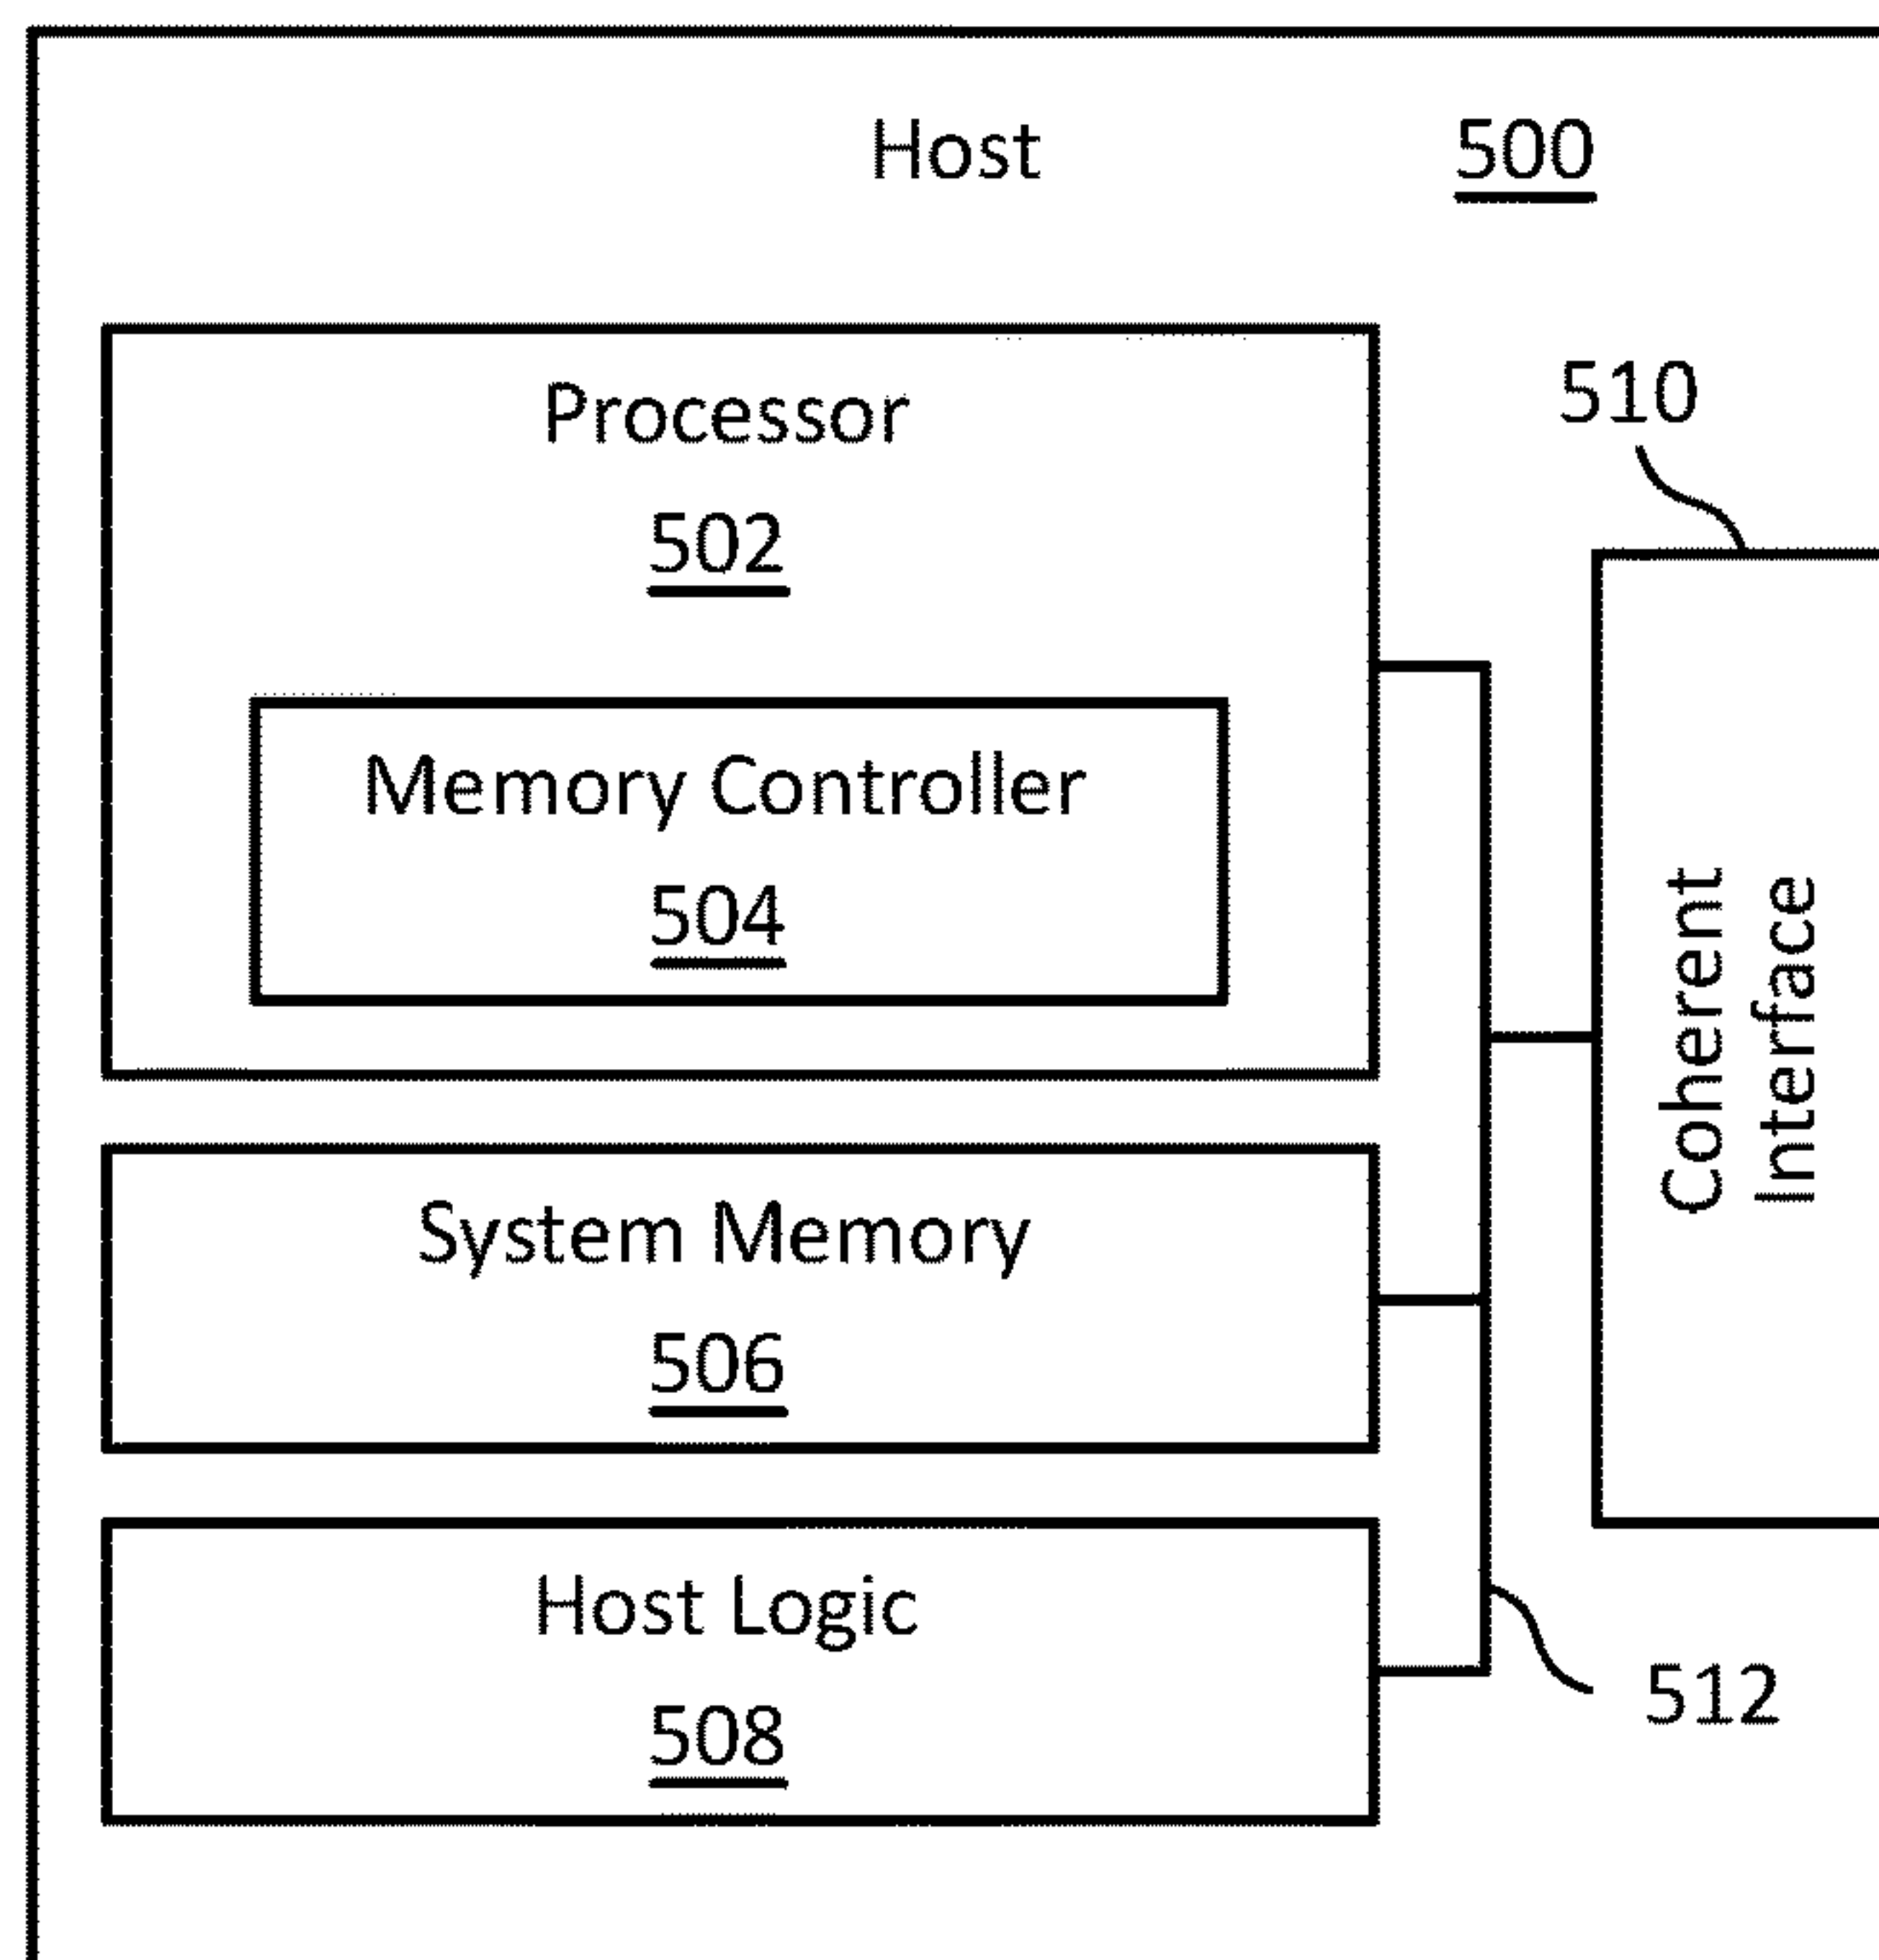 Host 500
Processor
502
510
Memory Controller
504
Coherent
Interface
System Memory
506
Host Logic
508
512